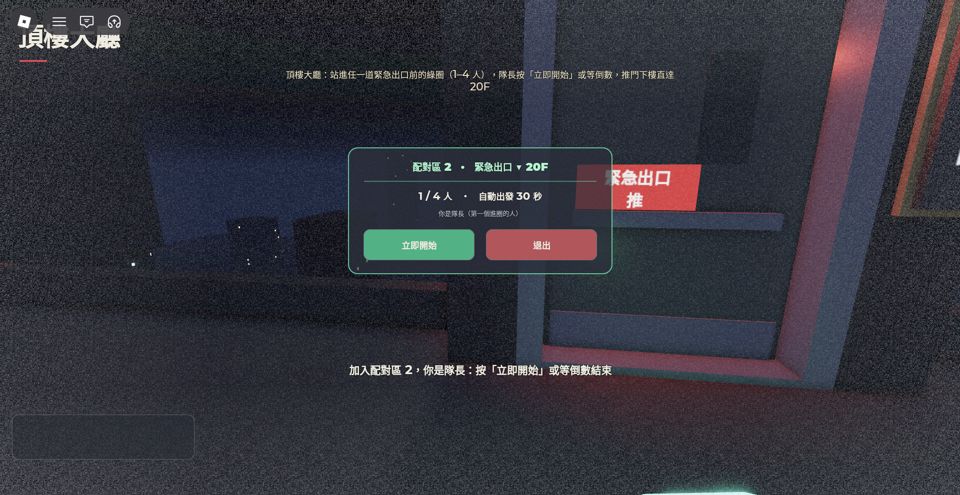 頂樓大廳
頂樓大廳：站進任一道緊急出口前的綠圈（1–4 人），隊長按「立即開始」或等倒數，推門下樓直達
20F
配對區 2 • 緊急出口 ▼ 20F
1 / 4 人 • 自動出發 30 秒
你是隊長（第一個進圈的人）
立即開始
退出
緊急出口
推
加入配對區 2，你是隊長：按「立即開始」或等倒數結束